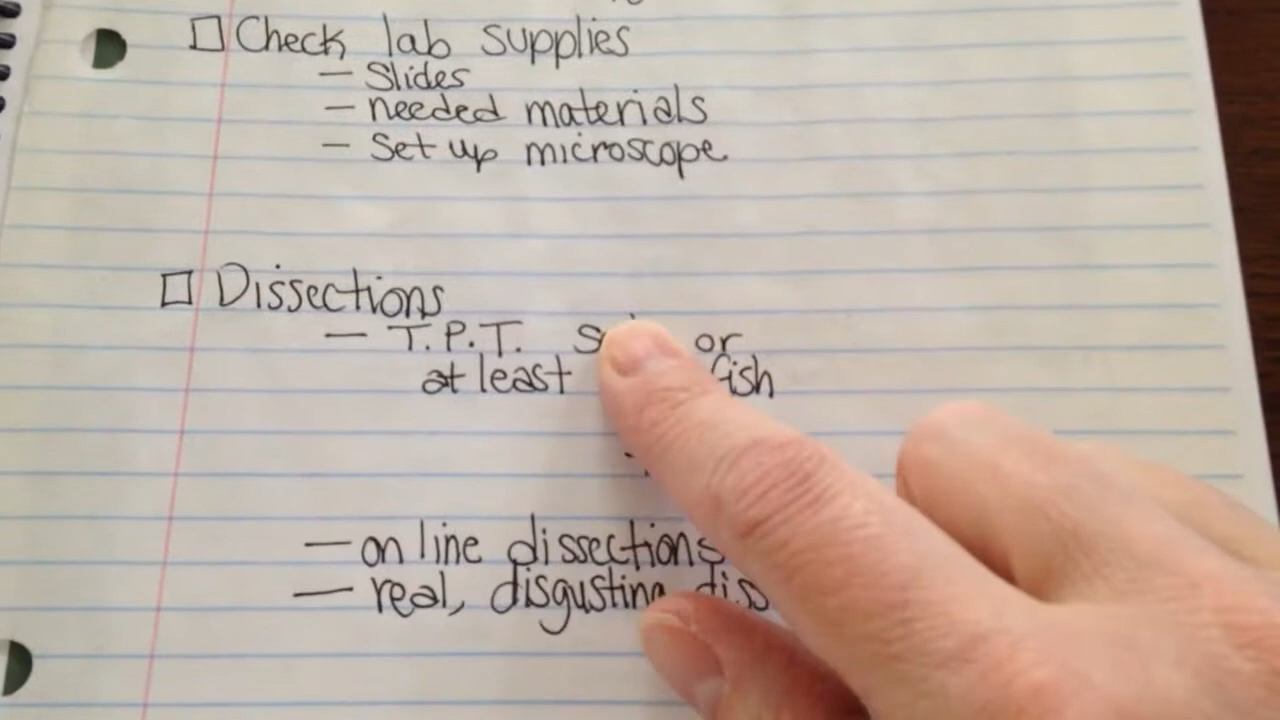 □ Check lab supplies
— Slides
— needed materials
— Set up microscope
□ Dissections
— T.P.T. or
at least fish
— on line dissections
— real, disgusting